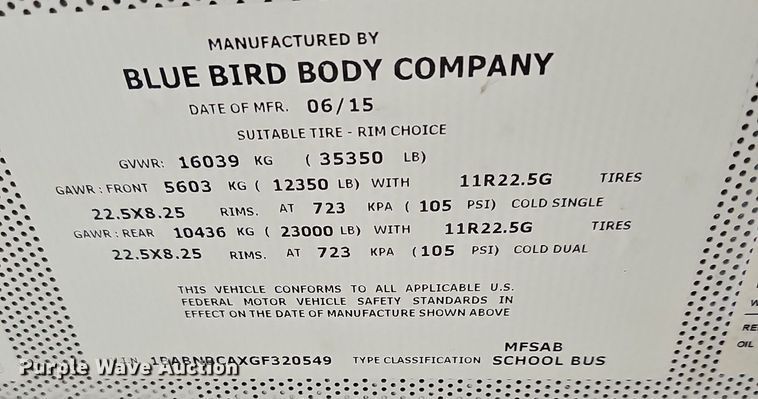 MANUFACTURED BY
BLUE BIRD BODY COMPANY
DATE OF MFR. 06/15
SUITABLE TIRE - RIM CHOICE
GVWR: 16039 KG ( 35350 LB)
GAWR : FRONT 5603 KG ( 12350 LB) WITH 11R22.5G TIRES
22.5X8.25 RIMS. AT 723 KPA ( 105 PSI) COLD SINGLE
GAWR : REAR 10436 KG ( 23000 LB) WITH 11R22.5G TIRES
22.5X8.25 RIMS. AT 723 KPA ( 105 PSI) COLD DUAL
THIS VEHICLE CONFORMS TO ALL APPLICABLE U.S.
FEDERAL MOTOR VEHICLE SAFETY STANDARDS IN
EFFECT ON THE DATE OF MANUFACTURE SHOWN ABOVE
TYPE CLASSIFICATION MFSAB
SCHOOL BUS
Purple Wave Auction
OIL